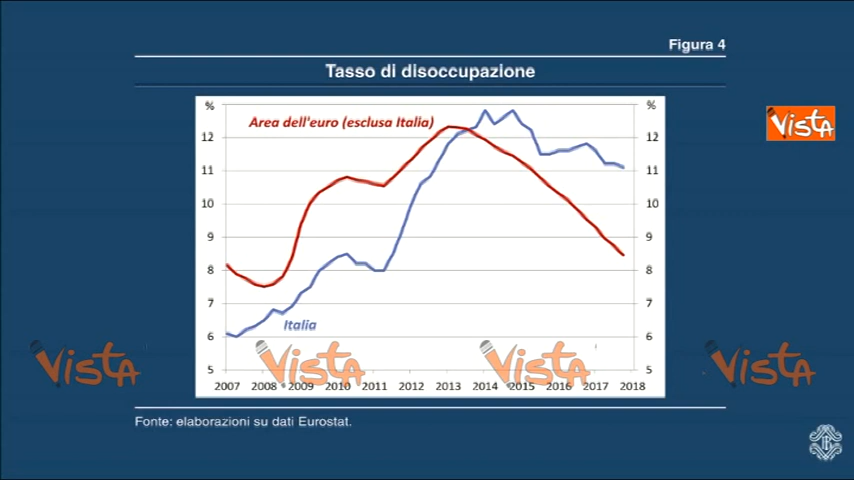 Figura 4
Tasso di disoccupazione
% %
Area dell'euro (esclusa Italia)
12 12
11 11
10 10
9 9
8 8
7 7
Italia
6 6
5 5
2007 2008 2009 2010 2011 2012 2013 2014 2015 2016 2017 2018
Fonte: elaborazioni su dati Eurostat.
VISTA
VISTA VISTA VISTA VISTA